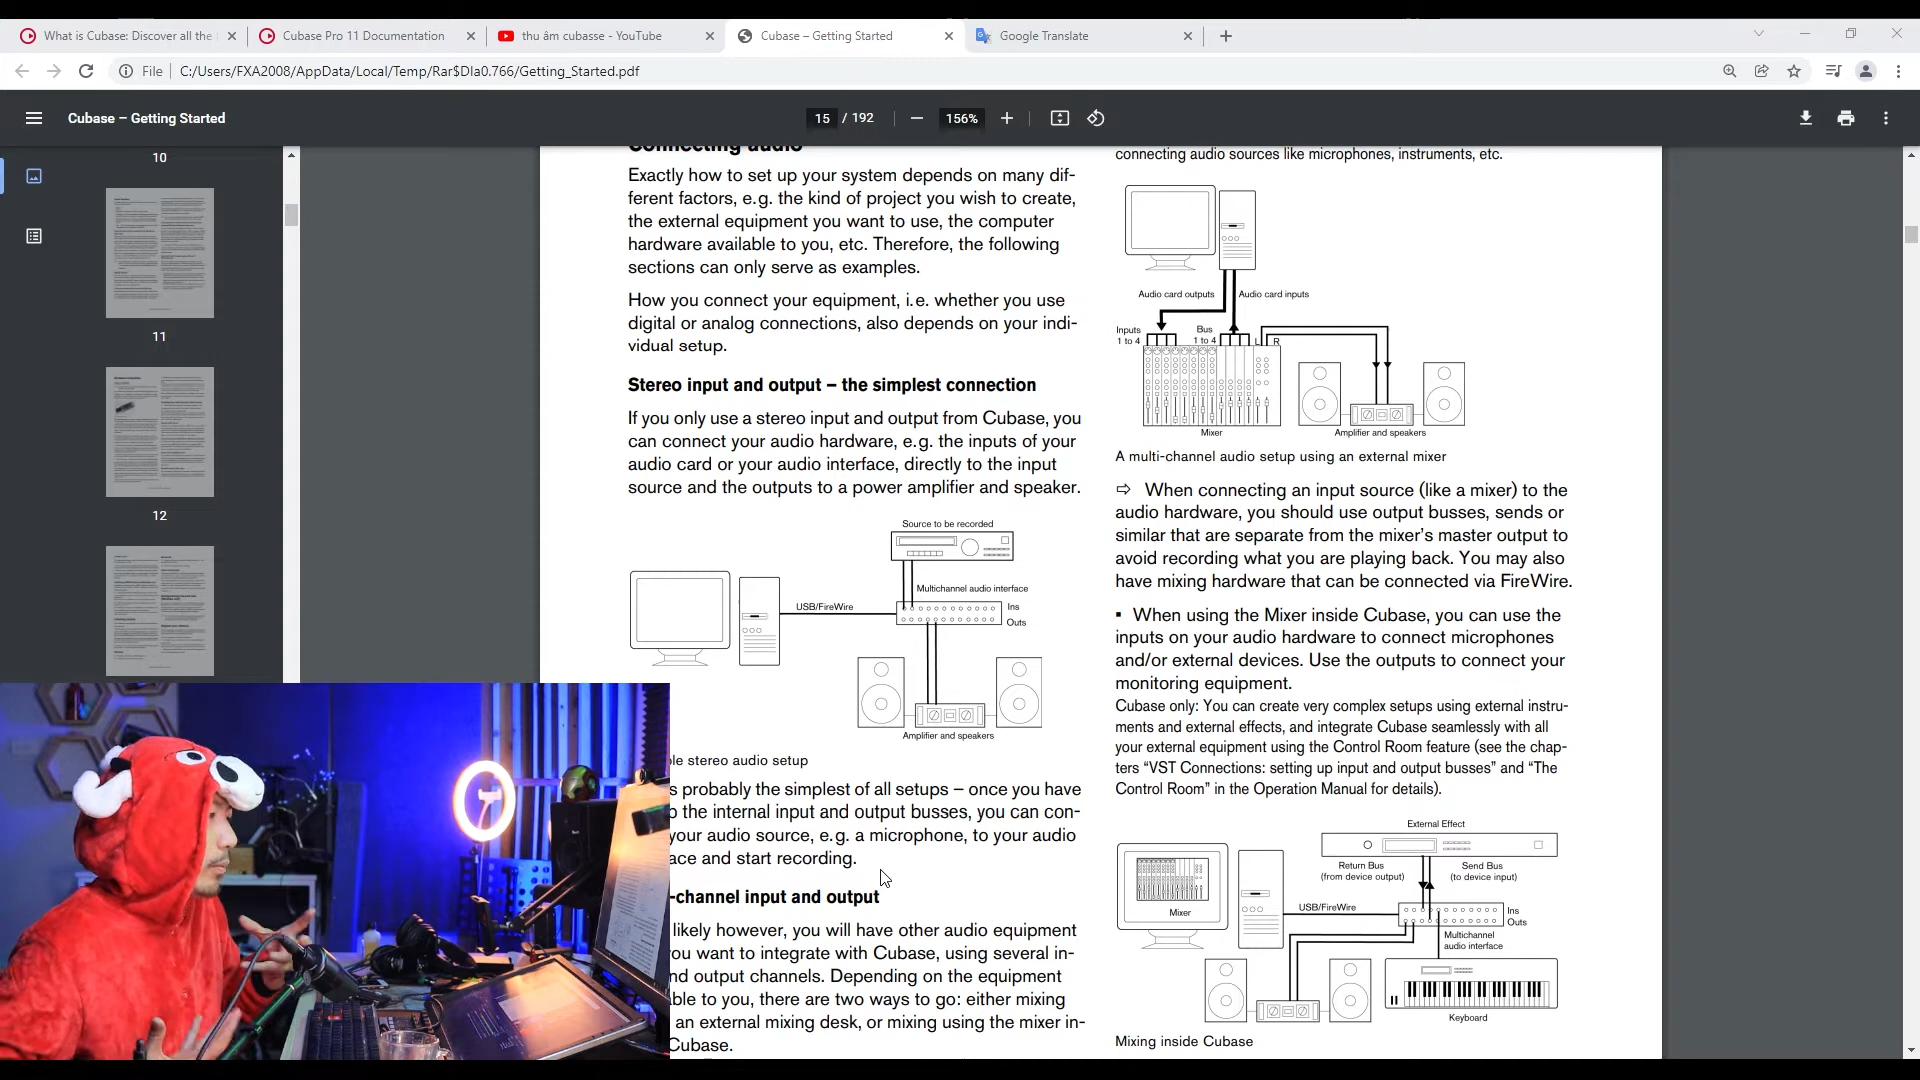 What is Cubase: Discover all the
Cubase Pro 11 Documentation
thu âm cubasse - YouTube
Cubase – Getting Started
Google Translate
File
C:/Users/FXA2008/AppData/Local/Temp/Rar$DIa0.766/Getting_Started.pdf
Cubase – Getting Started
15 / 192
156%
10
11
12
Connecting audio
Exactly how to set up your system depends on many dif-
ferent factors, e.g. the kind of project you wish to create,
the external equipment you want to use, the computer
hardware available to you, etc. Therefore, the following
sections can only serve as examples.
How you connect your equipment, i.e. whether you use
digital or analog connections, also depends on your indi-
vidual setup.
Stereo input and output – the simplest connection
If you only use a stereo input and output from Cubase, you
can connect your audio hardware, e.g. the inputs of your
audio card or your audio interface, directly to the input
source and the outputs to a power amplifier and speaker.
Source to be recorded
Multichannel audio interface
USB/FireWire
Ins
Outs
Amplifier and speakers
ple stereo audio setup
s probably the simplest of all setups – once you have
p the internal input and output busses, you can con-
your audio source, e.g. a microphone, to your audio
ace and start recording.
-channel input and output
likely however, you will have other audio equipment
you want to integrate with Cubase, using several in-
nd output channels. Depending on the equipment
ble to you, there are two ways to go: either mixing
an external mixing desk, or mixing using the mixer in-
Cubase.
connecting audio sources like microphones, instruments, etc.
Audio card outputs
Audio card inputs
Inputs
1 to 4
Bus
1 to 4
L
R
Mixer
Amplifier and speakers
A multi-channel audio setup using an external mixer
⇨ When connecting an input source (like a mixer) to the
audio hardware, you should use output busses, sends or
similar that are separate from the mixer’s master output to
avoid recording what you are playing back. You may also
have mixing hardware that can be connected via FireWire.
▪ When using the Mixer inside Cubase, you can use the
inputs on your audio hardware to connect microphones
and/or external devices. Use the outputs to connect your
monitoring equipment.
Cubase only: You can create very complex setups using external instru-
ments and external effects, and integrate Cubase seamlessly with all
your external equipment using the Control Room feature (see the chap-
ters “VST Connections: setting up input and output busses” and “The
Control Room” in the Operation Manual for details).
External Effect
Return Bus
(from device output)
Send Bus
(to device input)
Mixer
USB/FireWire
Ins
Outs
Multichannel
audio interface
Keyboard
Mixing inside Cubase